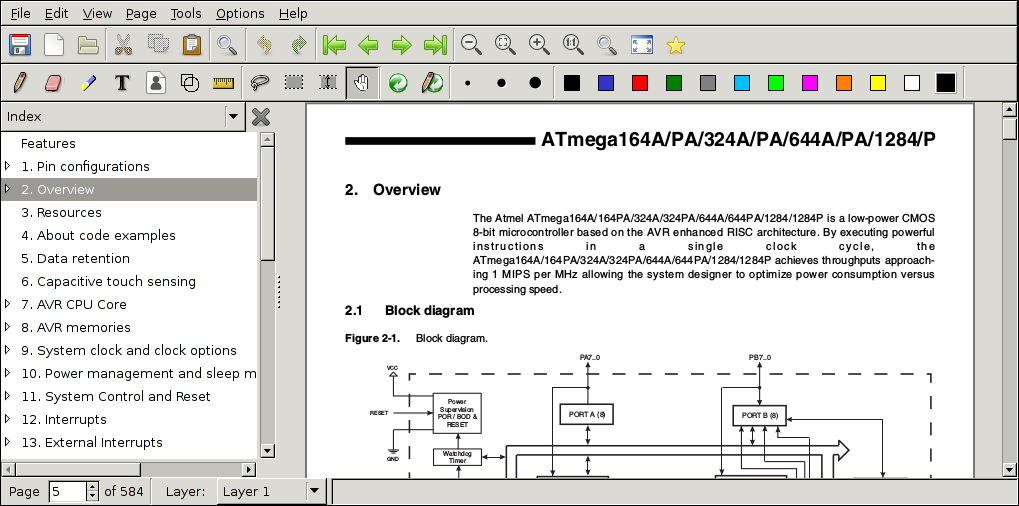 File Edit View Page Tools Options Help
1:1
T
Index
Features
1. Pin configurations
2. Overview
3. Resources
4. About code examples
5. Data retention
6. Capacitive touch sensing
7. AVR CPU Core
8. AVR memories
9. System clock and clock options
10. Power management and sleep m
11. System Control and Reset
12. Interrupts
13. External Interrupts
ATmega164A/PA/324A/PA/644A/PA/1284/P
2. Overview
The Atmel ATmega164A/164PA/324A/324PA/644A/644PA/1284/1284P is a low-power CMOS
8-bit microcontroller based on the AVR enhanced RISC architecture. By executing powerful
instructions in a single clock cycle, the
ATmega164A/164PA/324A/324PA/644A/644PA/1284/1284P achieves throughputs approach-
ing 1 MIPS per MHz allowing the system designer to optimize power consumption versus
processing speed.
2.1 Block diagram
Figure 2-1. Block diagram.
PA7..0 PB7..0
VCC
RESET
GND
Power
Supervision
POR / BOD &
RESET
Watchdog
Timer
PORT A (8)
PORT B (8)
Page 5 of 584 Layer: Layer 1